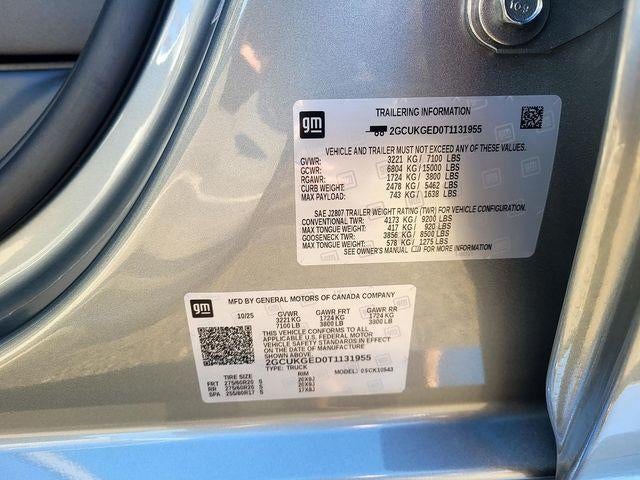 108
gm
TRAILERING INFORMATION
2GCUKGED0T1131955
VEHICLE AND TRAILER MUST NOT EXCEED ANY OF THESE VALUES.
GVWR: 3221 KG / 7100 LBS
GCWR: 6804 KG / 15000 LBS
RGAWR: 1724 KG / 3800 LBS
CURB WEIGHT: 2478 KG / 5462 LBS
MAX PAYLOAD: 743 KG / 1638 LBS
SAE J2807 TRAILER WEIGHT RATING (TWR) FOR VEHICLE CONFIGURATION.
CONVENTIONAL TWR: 4173 KG / 9200 LBS
MAX TONGUE WEIGHT: 417 KG / 920 LBS
GOOSENECK TWR: 3856 KG / 8500 LBS
MAX TONGUE WEIGHT: 578 KG / 1275 LBS
SEE OWNER'S MANUAL FOR MORE INFORMATION
gm
MFD BY GENERAL MOTORS OF CANADA COMPANY
10/25 GVWR GAWR FRT GAWR RR
3221 KG 1724 KG 1724 KG
7100 LB 3800 LB 3800 LB
THIS VEHICLE CONFORMS TO ALL
APPLICABLE U.S. FEDERAL MOTOR
VEHICLE SAFETY STANDARDS IN EFFECT
ON THE DATE OF MANUFACTURE
SHOWN ABOVE.
2GCUKGED0T1131955
TYPE: TRUCK MODEL: 0SCK10543
TIRE SIZE RIM
FRT 275/60R20 S 20X9J
RR 275/60R20 S 20X9J
SPA 255/80R17 S 17X8J